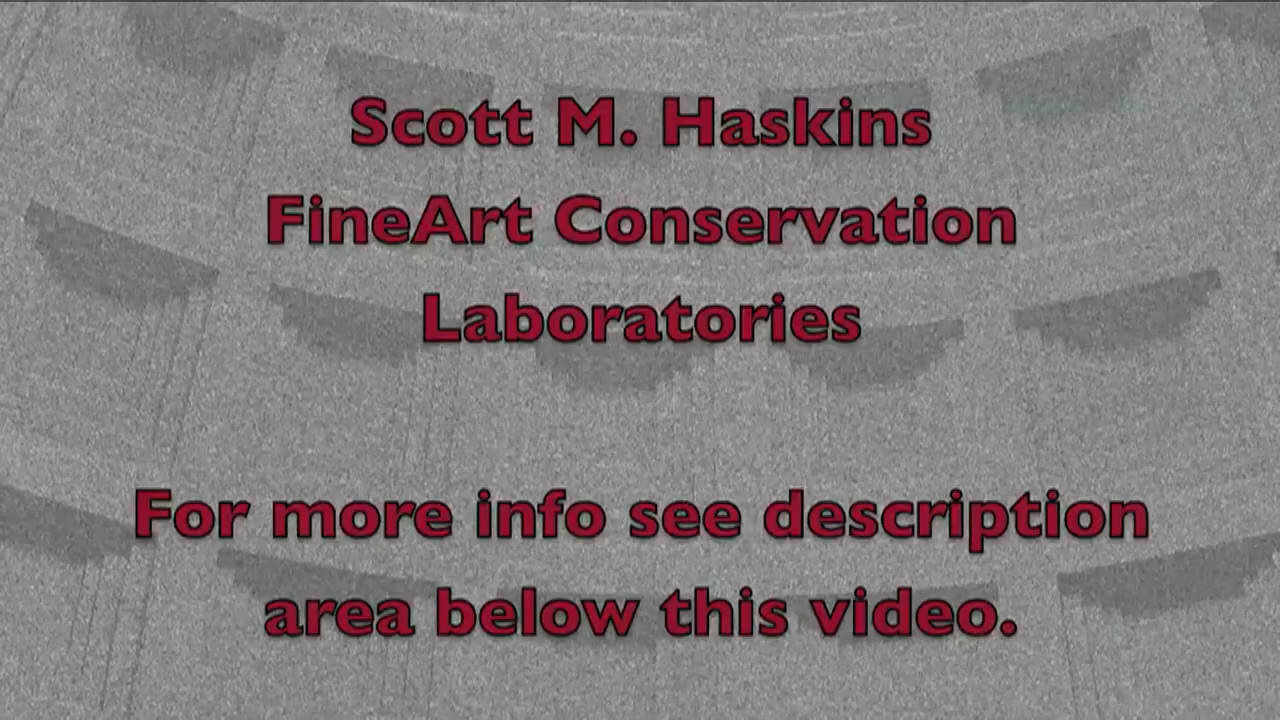 Scott M. Haskins
FineArt Conservation
Laboratories
For more info see description
area below this video.